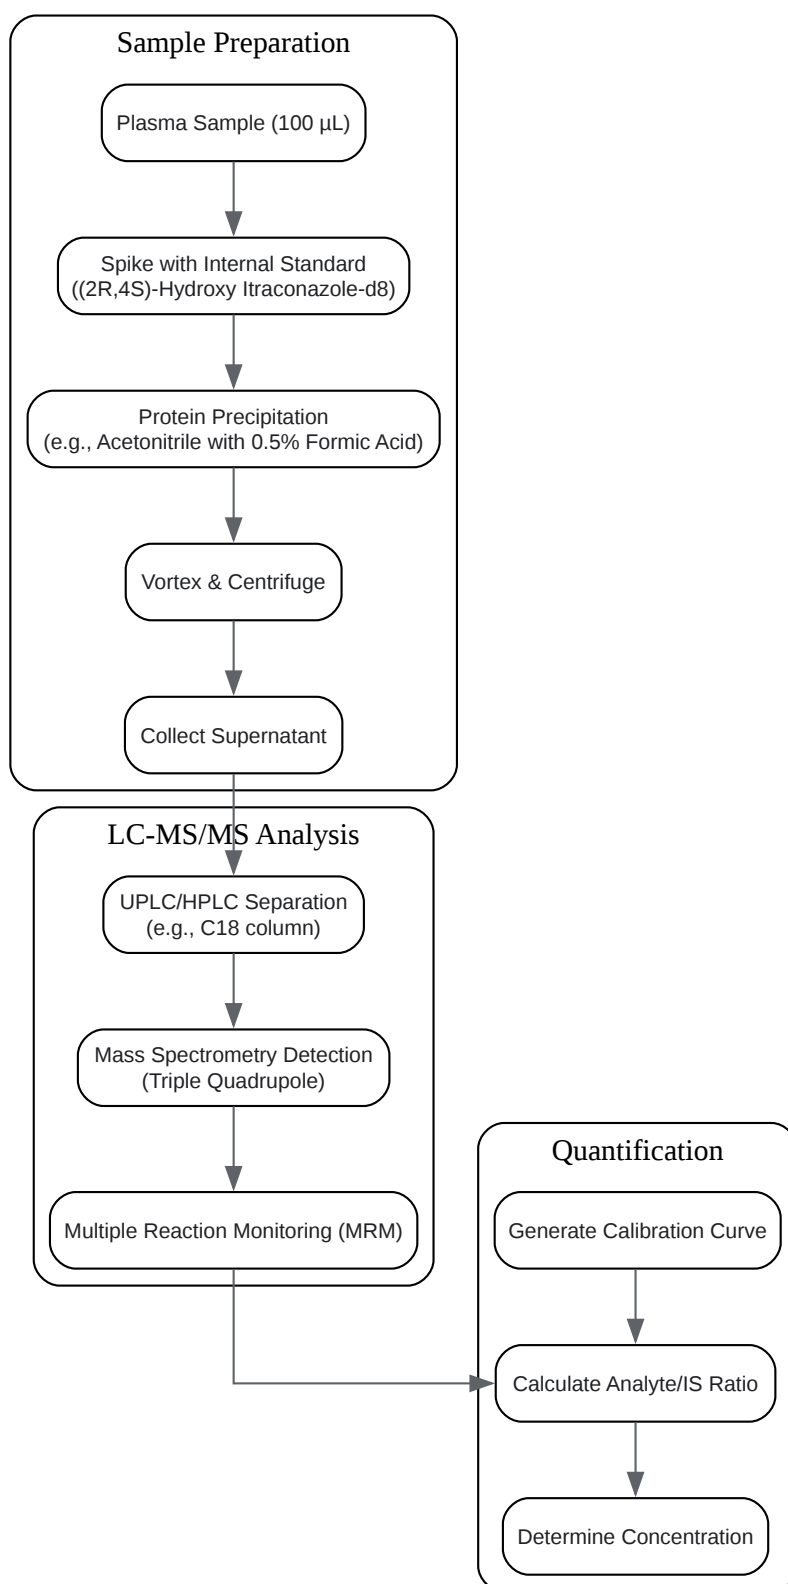 Sample Preparation
Plasma Sample (100 µL)
Spike with Internal Standard
((2R,4S)-Hydroxy Itraconazole-d8)
Protein Precipitation
(e.g., Acetonitrile with 0.5% Formic Acid)
Vortex & Centrifuge
Collect Supernatant
LC-MS/MS Analysis
UPLC/HPLC Separation
(e.g., C18 column)
Mass Spectrometry Detection
(Triple Quadrupole)
Multiple Reaction Monitoring (MRM)
Quantification
Generate Calibration Curve
Calculate Analyte/IS Ratio
Determine Concentration